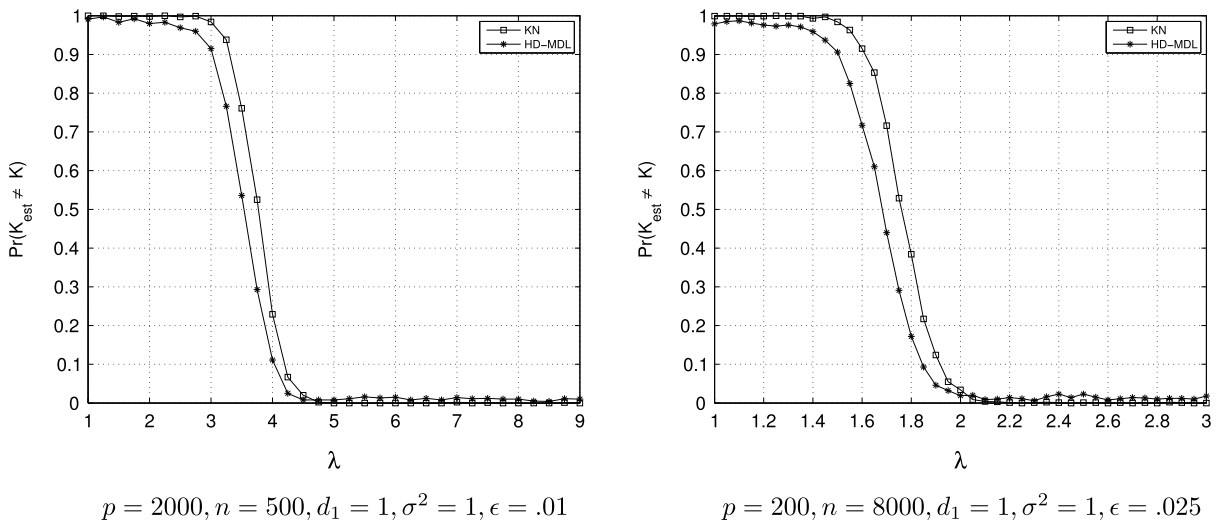 1
0.9
0.8
0.7
0.6
0.5
0.4
0.3
0.2
0.1
0
Pr(K_est ≠ K)
KN
HD−MDL
1 2 3 4 5 6 7 8 9
λ
p = 2000, n = 500, d₁ = 1, σ² = 1, ϵ = .01
1
0.9
0.8
0.7
0.6
0.5
0.4
0.3
0.2
0.1
0
Pr(K_est ≠ K)
KN
HD−MDL
1 1.2 1.4 1.6 1.8 2 2.2 2.4 2.6 2.8 3
λ
p = 200, n = 8000, d₁ = 1, σ² = 1, ϵ = .025